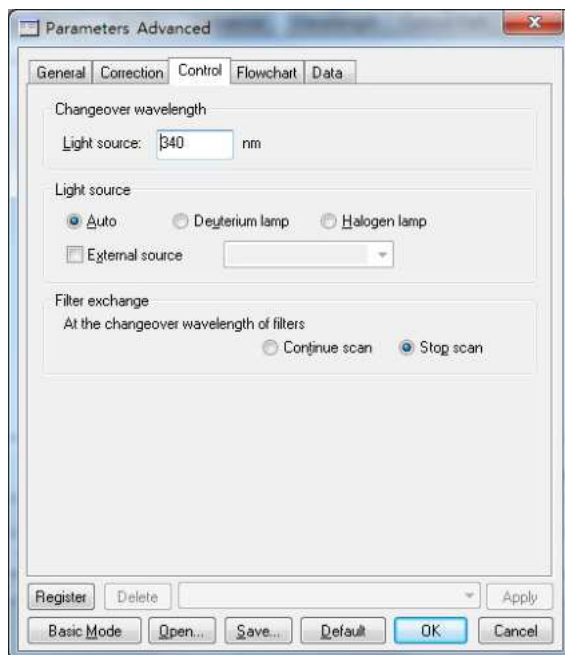 Parameters Advanced
General Correction Control Flowchart Data
Changeover wavelength
Light source: 340 nm
Light source
Auto Deuterium lamp Halogen lamp
External source
Filter exchange
At the changeover wavelength of filters
Continue scan Stop scan
Register Delete Apply
Basic Mode Open... Save... Default OK Cancel